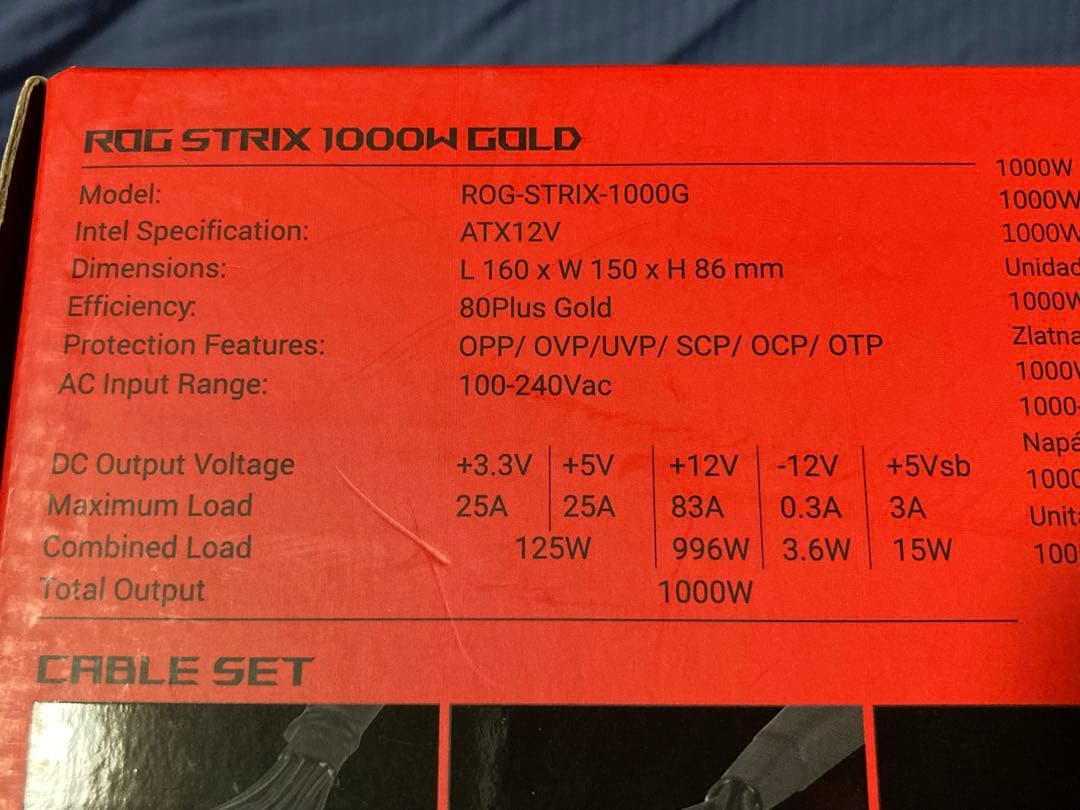 ROG STRIX 1000W GOLD
Model: ROG-STRIX-1000G
Intel Specification: ATX12V
Dimensions: L 160 x W 150 x H 86 mm
Efficiency: 80Plus Gold
Protection Features: OPP/ OVP/UVP/ SCP/ OCP/ OTP
AC Input Range: 100-240Vac
DC Output Voltage +3.3V +5V +12V -12V +5Vsb
Maximum Load 25A 25A 83A 0.3A 3A
Combined Load 125W 996W 3.6W 15W
Total Output 1000W
CABLE SET
1000W
1000W
1000W
1000W